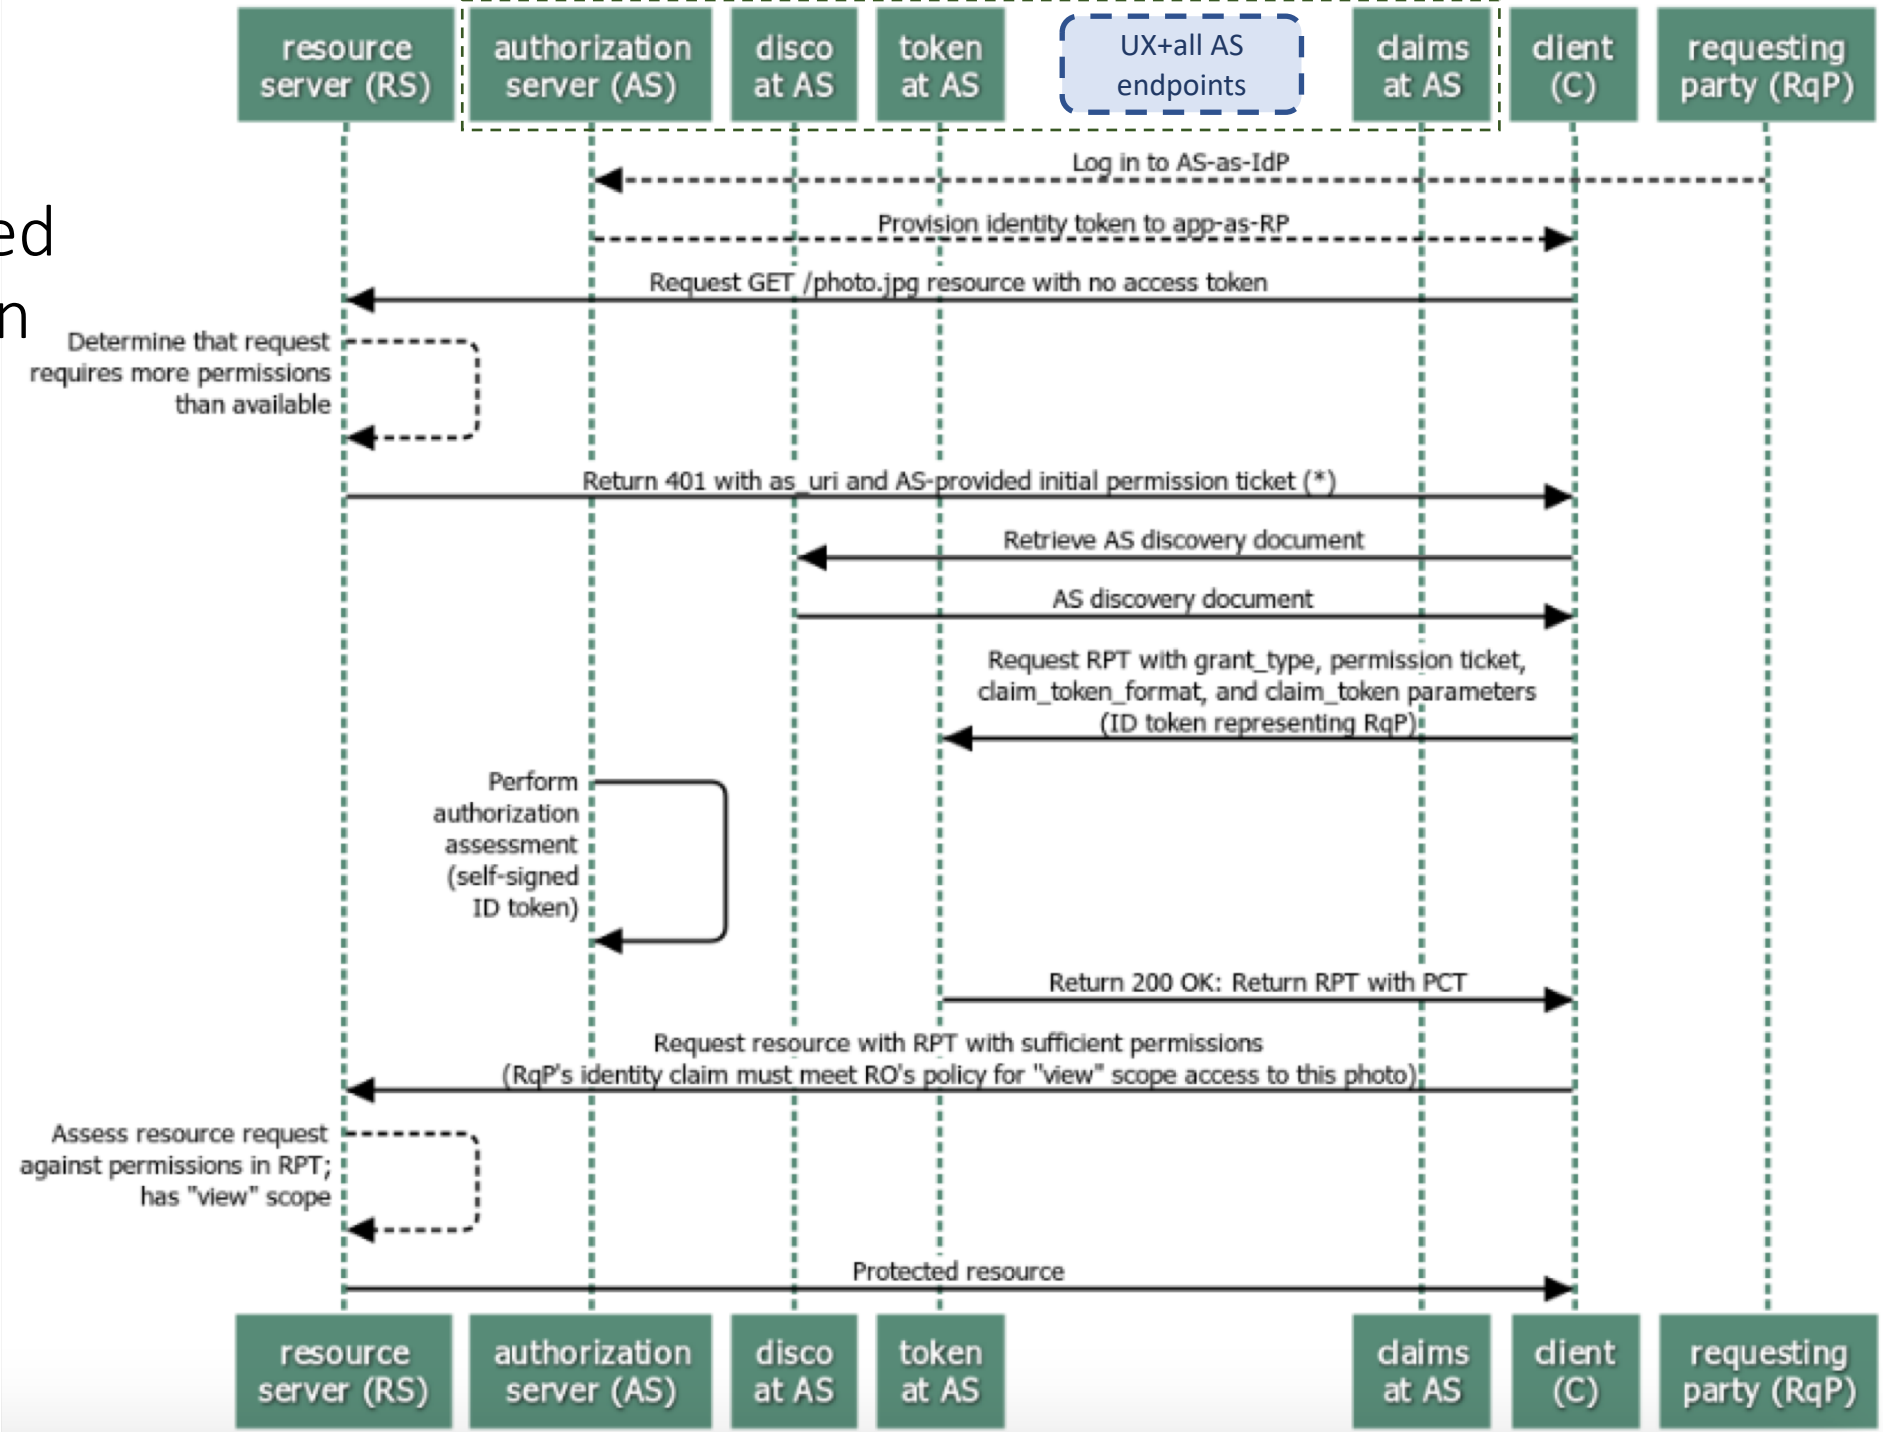 resource
server (RS)
authorization
server (AS)
disco
at AS
token
at AS
UX+all AS
endpoints
claims
at AS
client
(C)
requesting
party (RqP)
Log in to AS-as-IdP
Provision identity token to app-as-RP
ed
n
Request GET /photo.jpg resource with no access token
Determine that request
requires more permissions
than available
Return 401 with as_uri and AS-provided initial permission ticket (*)
Retrieve AS discovery document
AS discovery document
Request RPT with grant_type, permission ticket,
claim_token_format, and claim_token parameters
(ID token representing RqP)
Perform
authorization
assessment
(self-signed
ID token)
Return 200 OK: Return RPT with PCT
Request resource with RPT with sufficient permissions
(RqP's identity claim must meet RO's policy for "view" scope access to this photo)
Assess resource request
against permissions in RPT;
has "view" scope
Protected resource
resource
server (RS)
authorization
server (AS)
disco
at AS
token
at AS
claims
at AS
client
(C)
requesting
party (RqP)